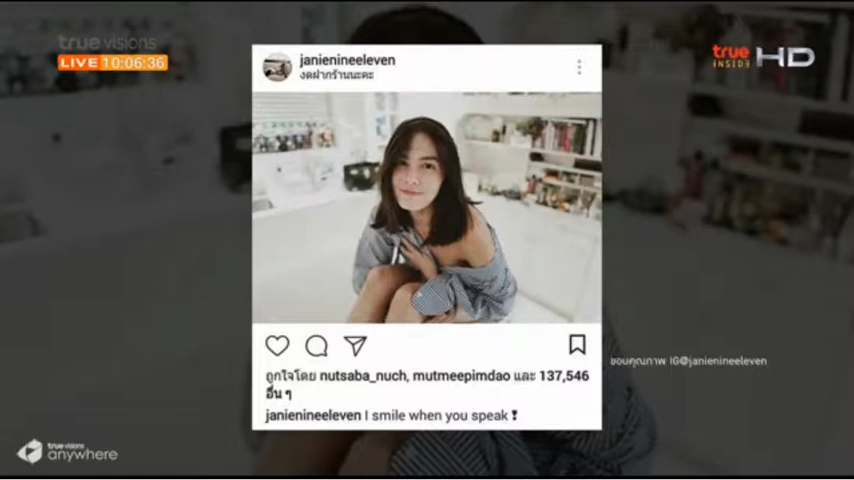 true visions
LIVE 10:06:36
true
INSIDE HD
janienineeleven
งดฝากร้านนะคะ
ถูกใจโดย nutsaba_nuch, mutmeepimdao และ 137,546
อื่น ๆ
janienineeleven I smile when you speak❢
ขอบคุณภาพ IG@janienineeleven
true visions
anywhere